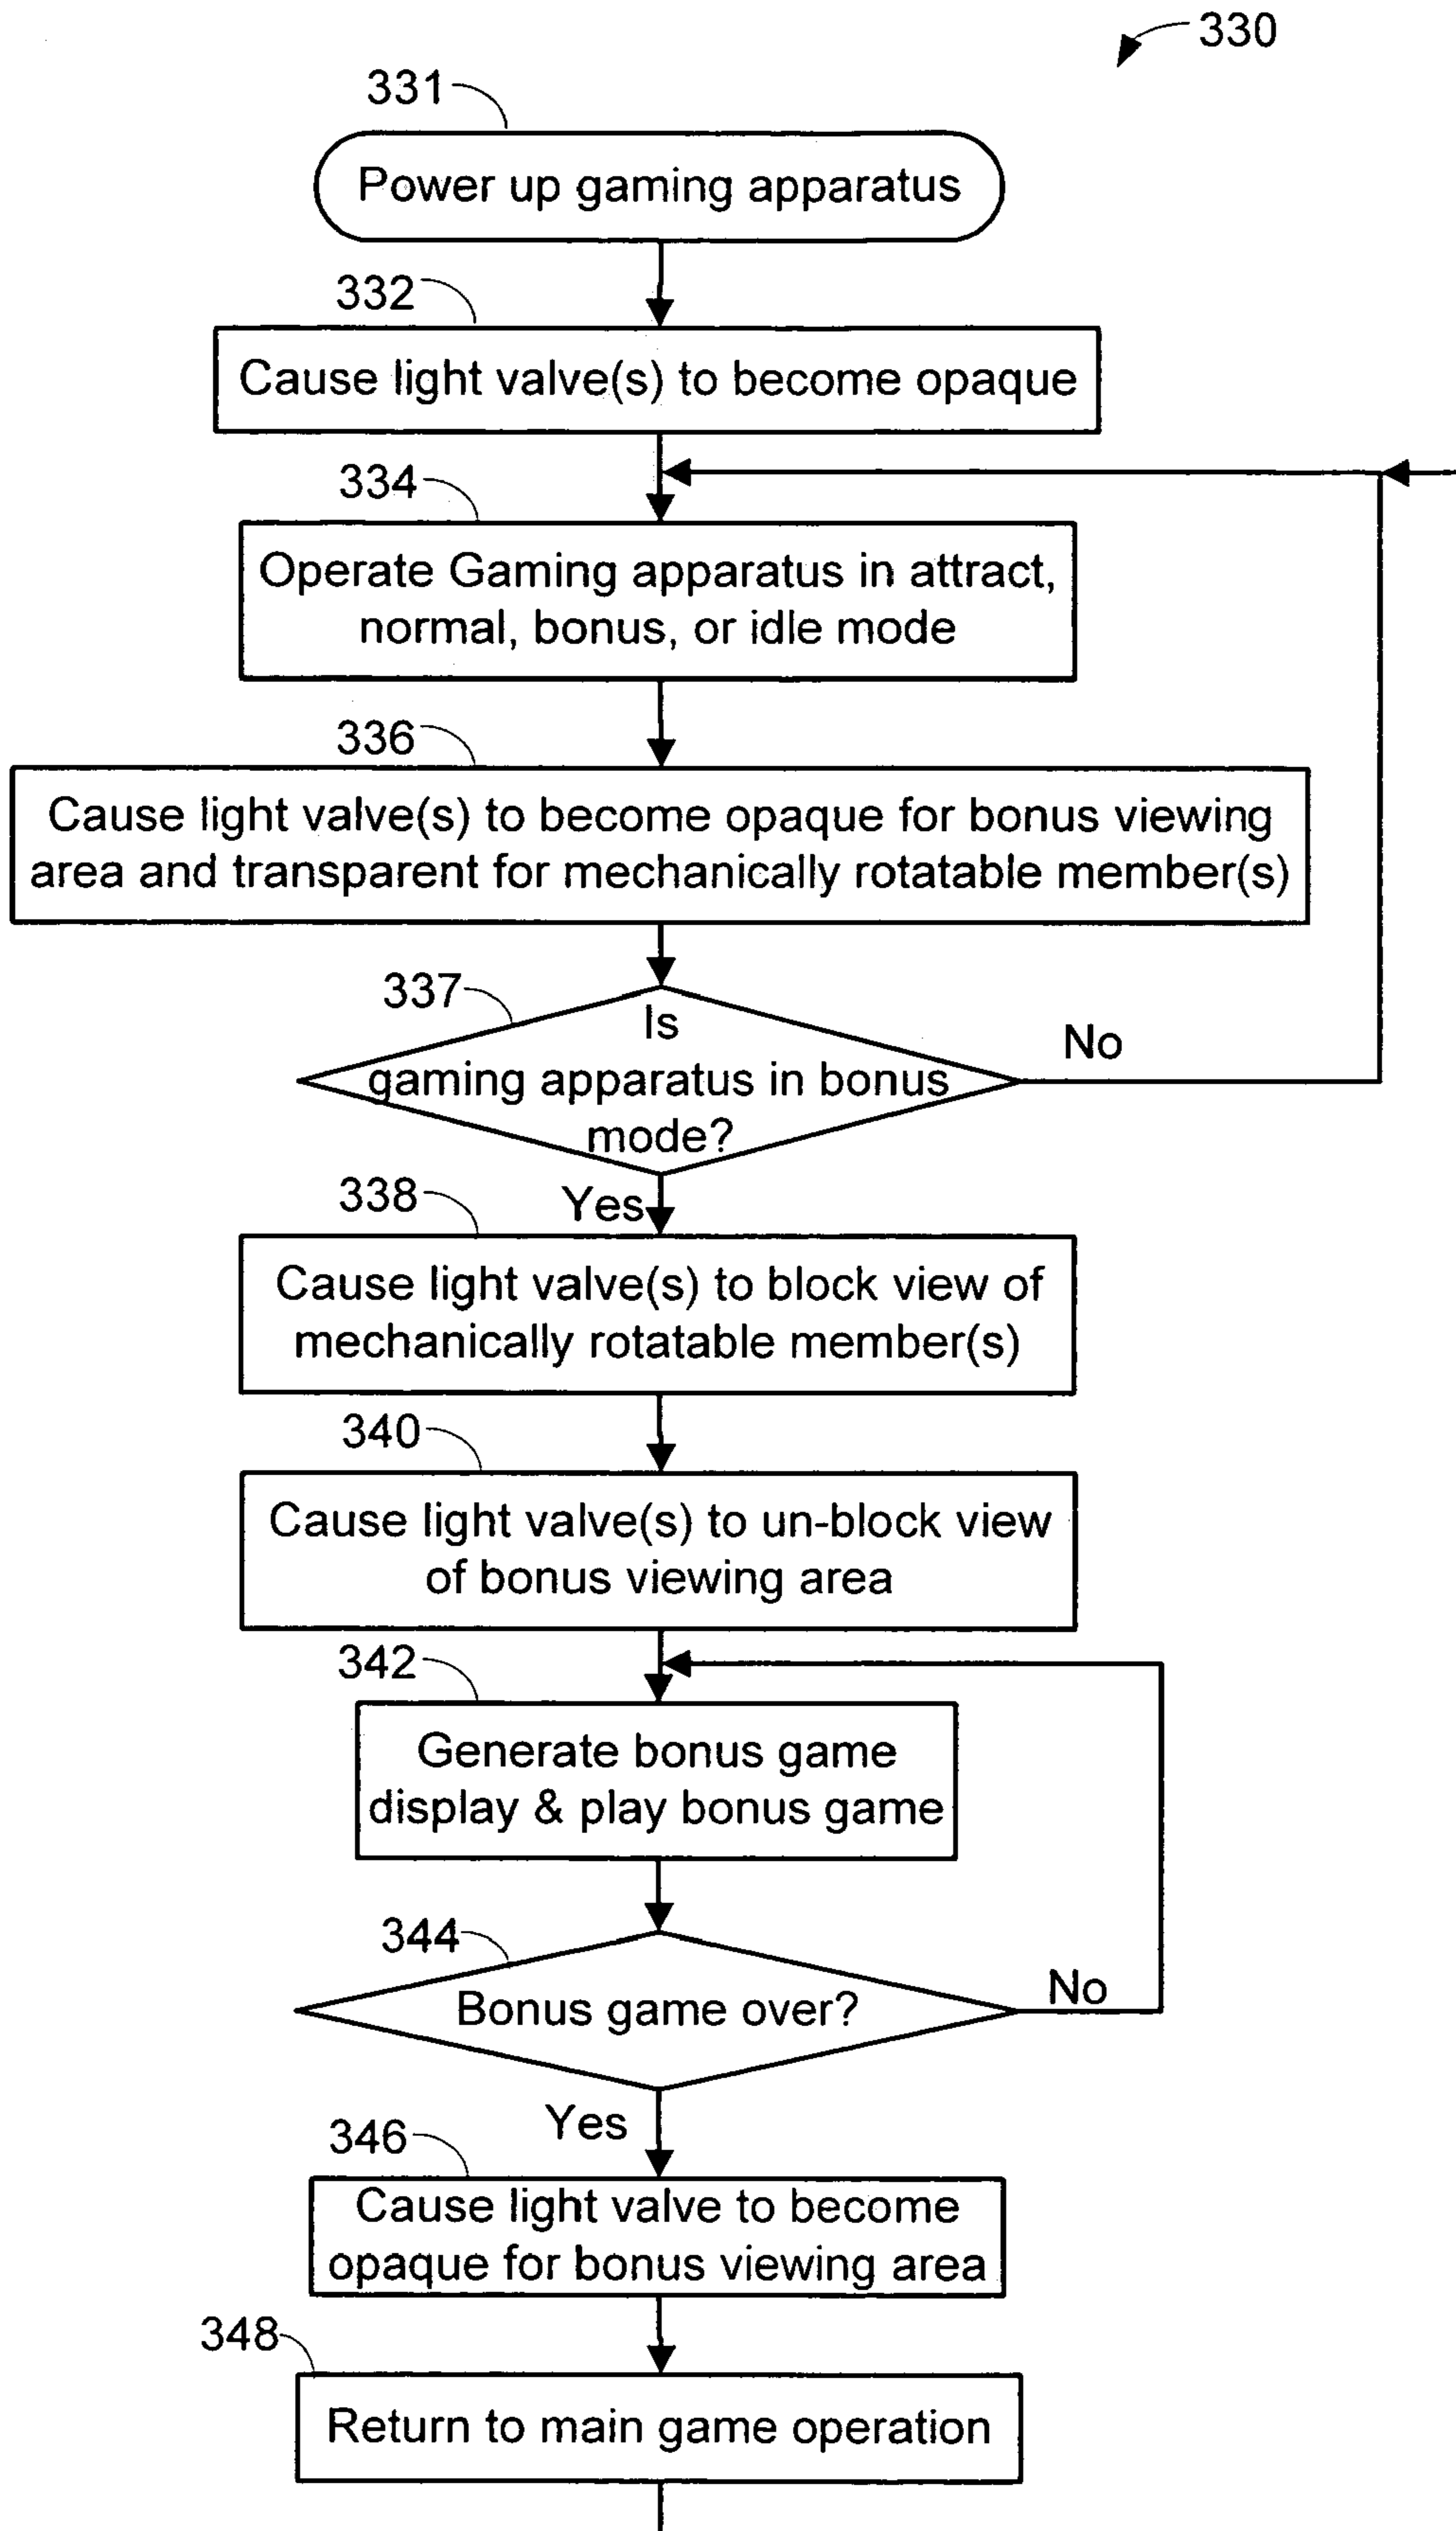 330
331
Power up gaming apparatus
332
Cause light valve(s) to become opaque
334
Operate Gaming apparatus in attract,
normal, bonus, or idle mode
336
Cause light valve(s) to become opaque for bonus viewing
area and transparent for mechanically rotatable member(s)
337
Is
gaming apparatus in bonus
mode?
No
Yes
338
Cause light valve(s) to block view of
mechanically rotatable member(s)
340
Cause light valve(s) to un-block view
of bonus viewing area
342
Generate bonus game
display & play bonus game
344
Bonus game over?
No
Yes
346
Cause light valve to become
opaque for bonus viewing area
348
Return to main game operation